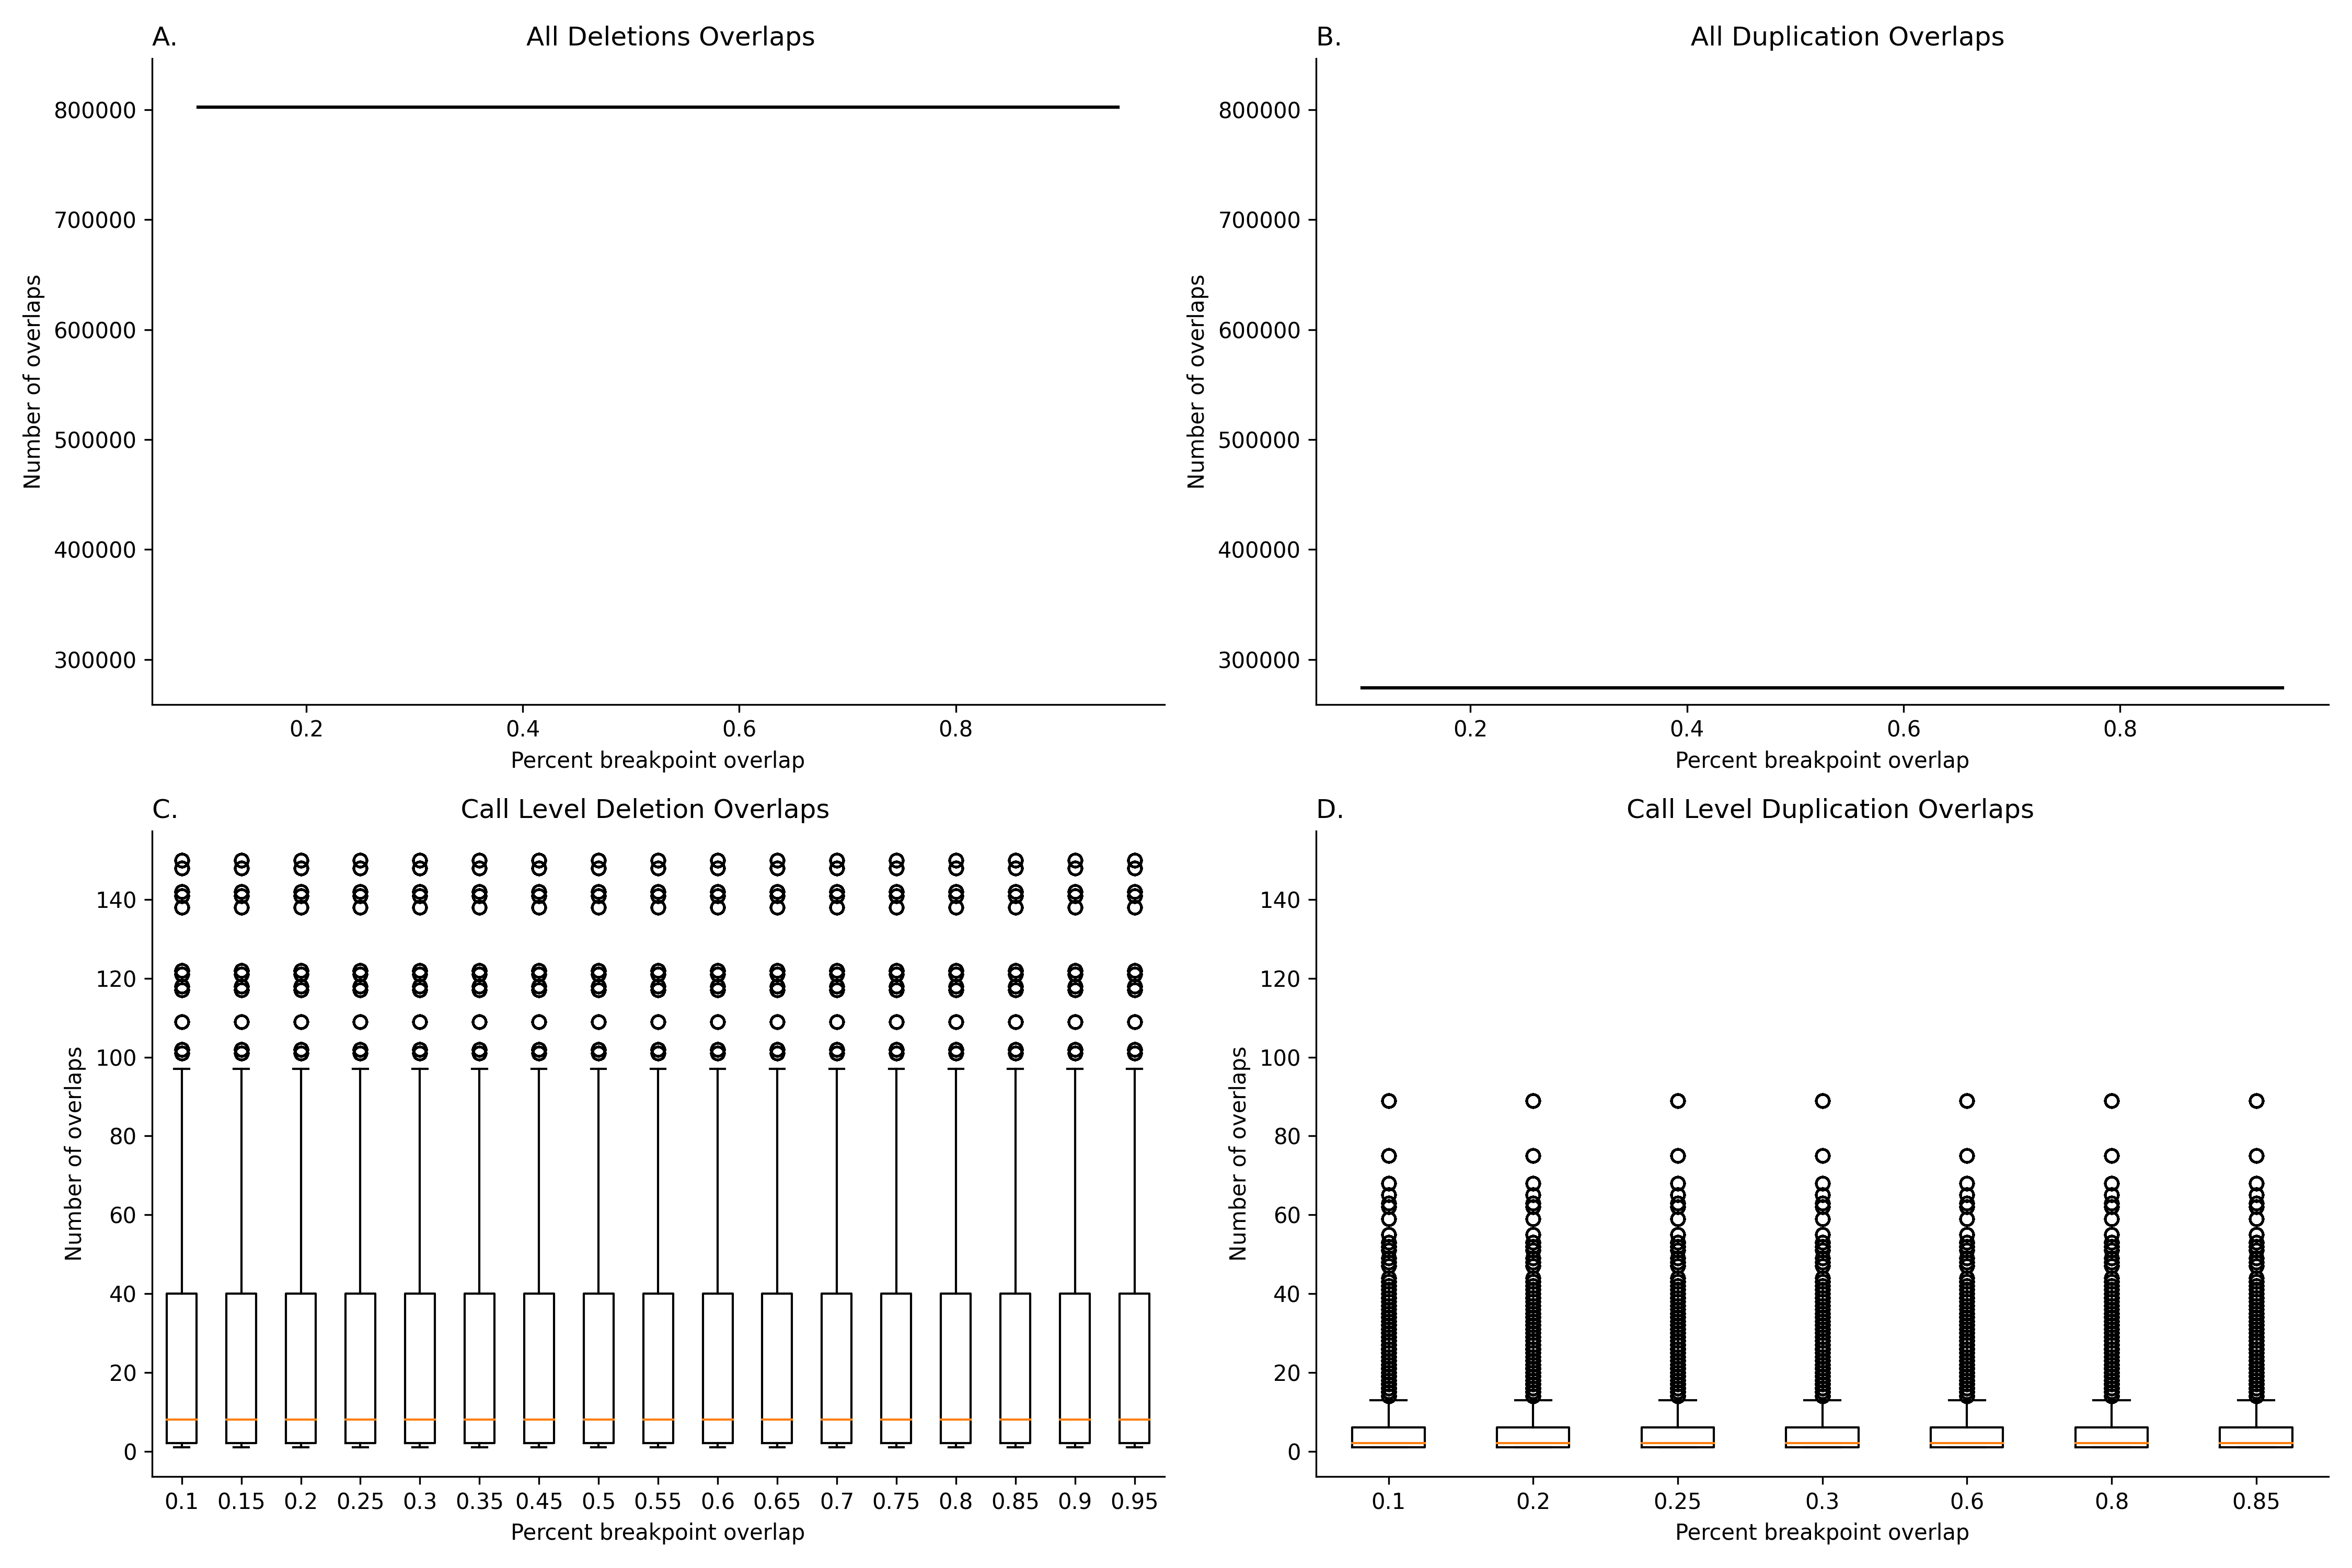 A.
All Deletions Overlaps
800000
700000
600000
500000
400000
300000
Number of overlaps
0.2 0.4 0.6 0.8
Percent breakpoint overlap
B.
All Duplication Overlaps
800000
700000
600000
500000
400000
300000
Number of overlaps
0.2 0.4 0.6 0.8
Percent breakpoint overlap
C.
Call Level Deletion Overlaps
140
120
100
80
60
40
20
0
Number of overlaps
0.1 0.15 0.2 0.25 0.3 0.35 0.45 0.5 0.55 0.6 0.65 0.7 0.75 0.8 0.85 0.9 0.95
Percent breakpoint overlap
D.
Call Level Duplication Overlaps
140
120
100
80
60
40
20
0
Number of overlaps
0.1 0.2 0.25 0.3 0.6 0.8 0.85
Percent breakpoint overlap